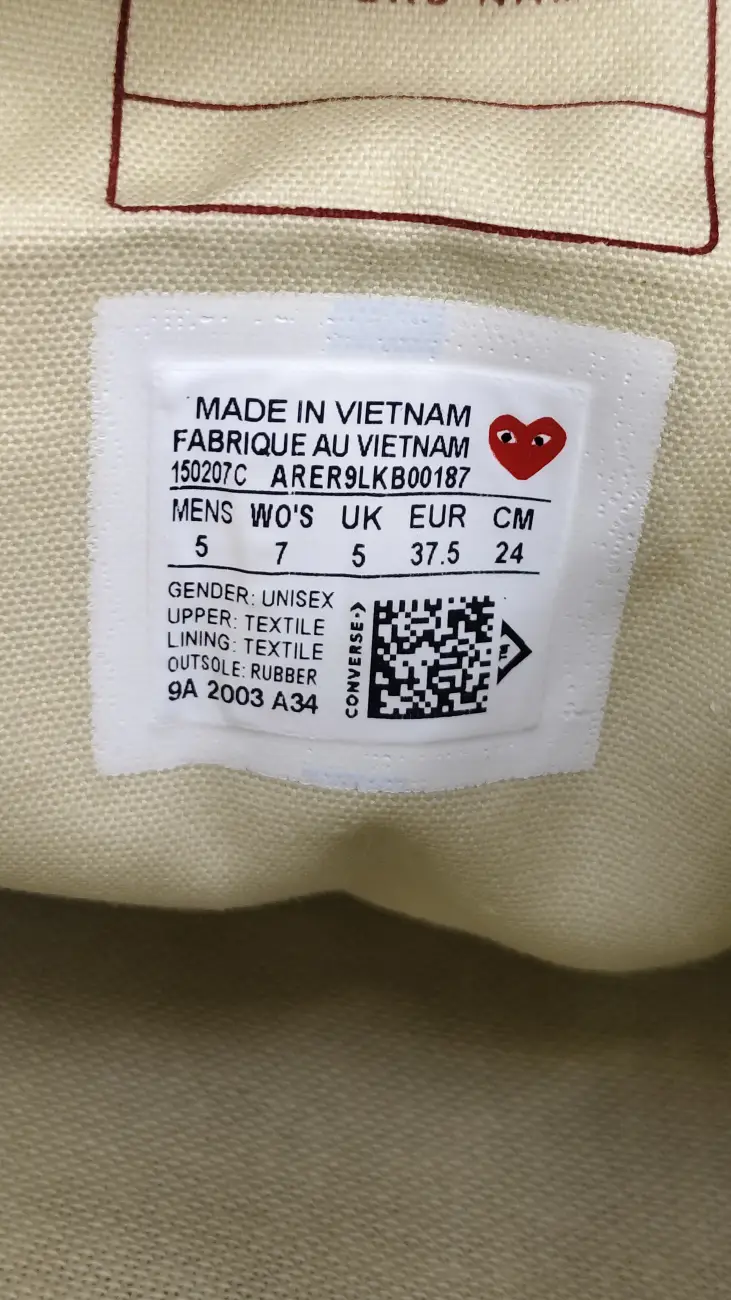 MADE IN VIETNAM
FABRIQUE AU VIETNAM
150207C ARER9LKB00187
MENS WO'S UK EUR CM
5 7 5 37.5 24
GENDER: UNISEX
UPPER: TEXTILE
LINING: TEXTILE
OUTSOLE: RUBBER
9A 2003 A34
CONVERSE
TM